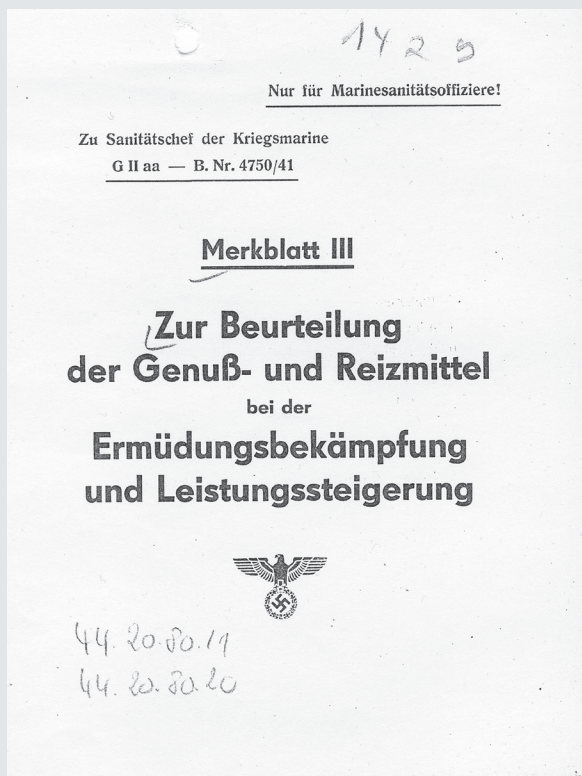 1429
Nur für Marinesanitätsoffiziere!
Zu Sanitätschef der Kriegsmarine
G II aa — B. Nr. 4750/41
Merkblatt III
Zur Beurteilung
der Genuß- und Reizmittel
bei der
Ermüdungsbekämpfung
und Leistungssteigerung
44. 20.80.11
44. 20.80.20